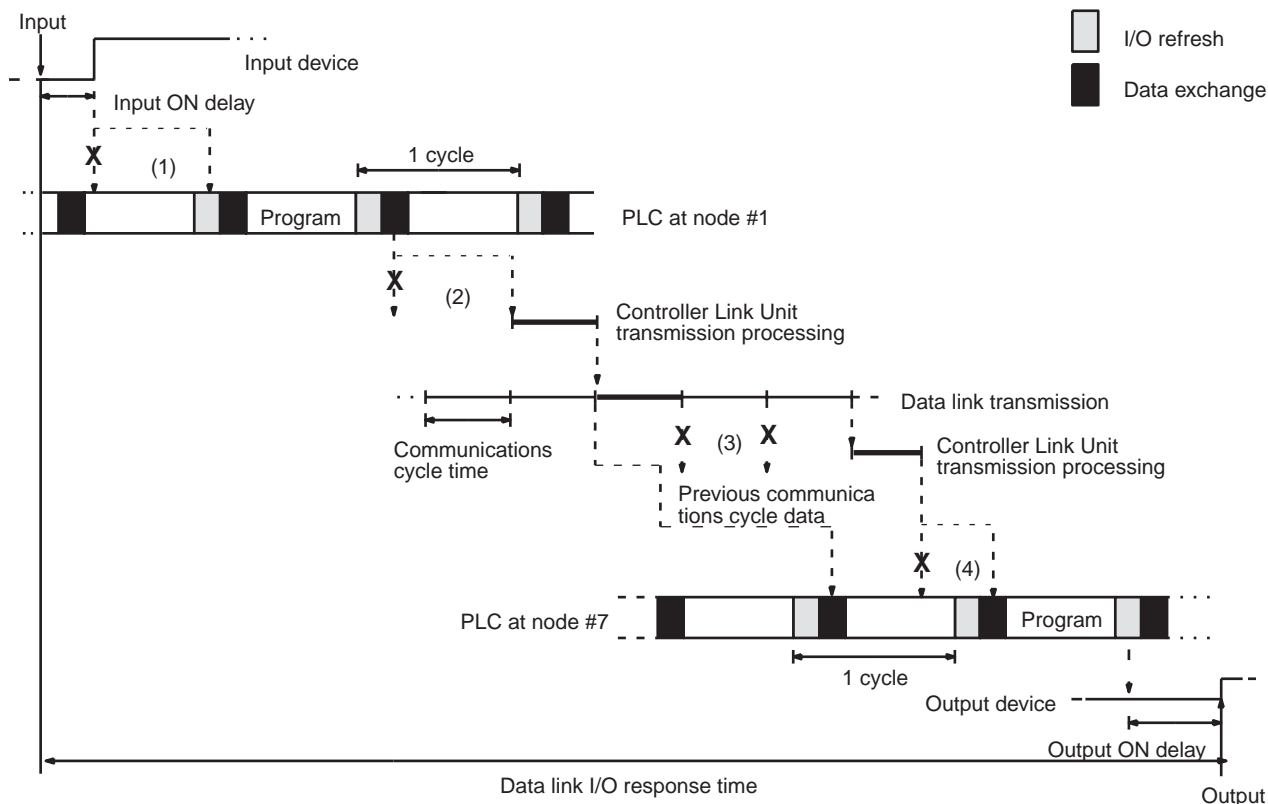 Input
I/O refresh
Input device
Data exchange
Input ON delay
X
(1)
1 cycle
Program
PLC at node #1
X
(2)
Controller Link Unit
transmission processing
Data link transmission
Communications
cycle time
X
(3)
X
Controller Link Unit
transmission processing
Previous communica
tions cycle data
X
(4)
PLC at node #7
Program
1 cycle
Output device
Output ON delay
Data link I/O response time
Output